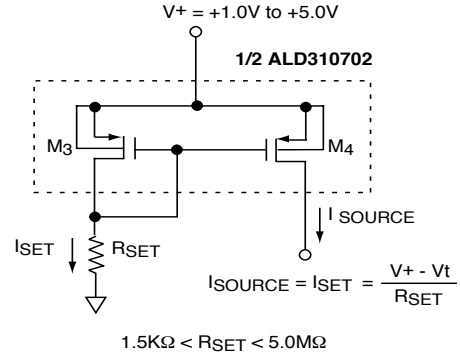 V+ = +1.0V to +5.0V
1/2 ALD310702
M3
M4
ISET
RSET
I SOURCE
ISOURCE = ISET = V+ - Vt / RSET
1.5KΩ < RSET < 5.0MΩ